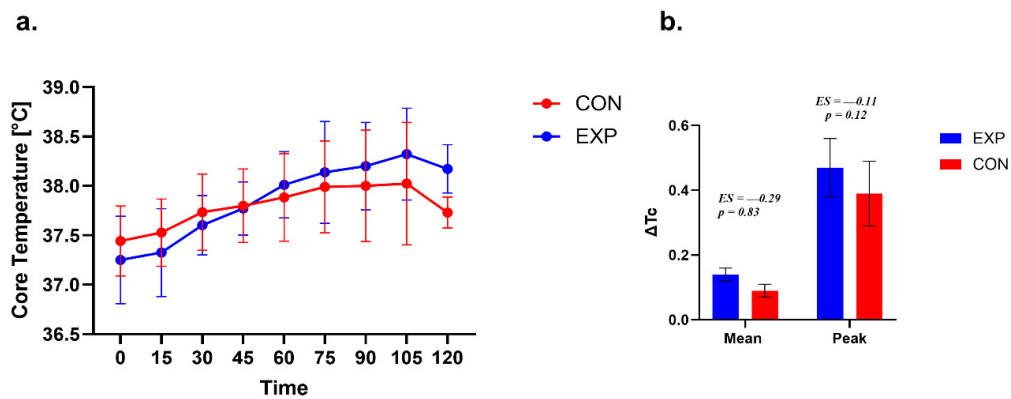 a.
Core Temperature [°C]
39.0
38.5
38.0
37.5
37.0
36.5
0 15 30 45 60 75 90 105 120
Time
CON
EXP
b.
ΔTc
0.6
0.4
0.2
0.0
ES = —0.29
p = 0.83
ES = —0.11
p = 0.12
Mean Peak
EXP
CON